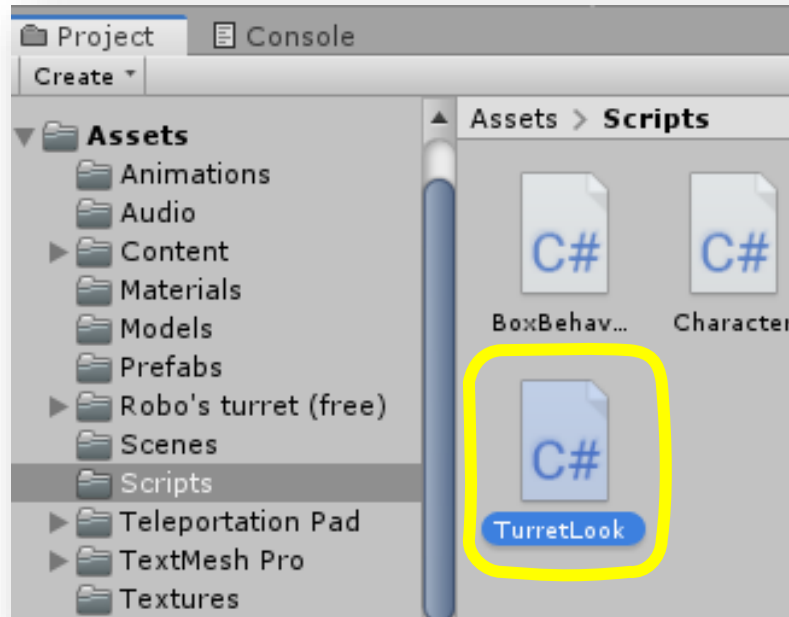 Project Console
Create
Assets
Animations
Audio
Content
Materials
Models
Prefabs
Robo's turret (free)
Scenes
Scripts
Teleportation Pad
TextMesh Pro
Textures
Assets > Scripts
C# C#
BoxBehav... Character
C#
TurretLook